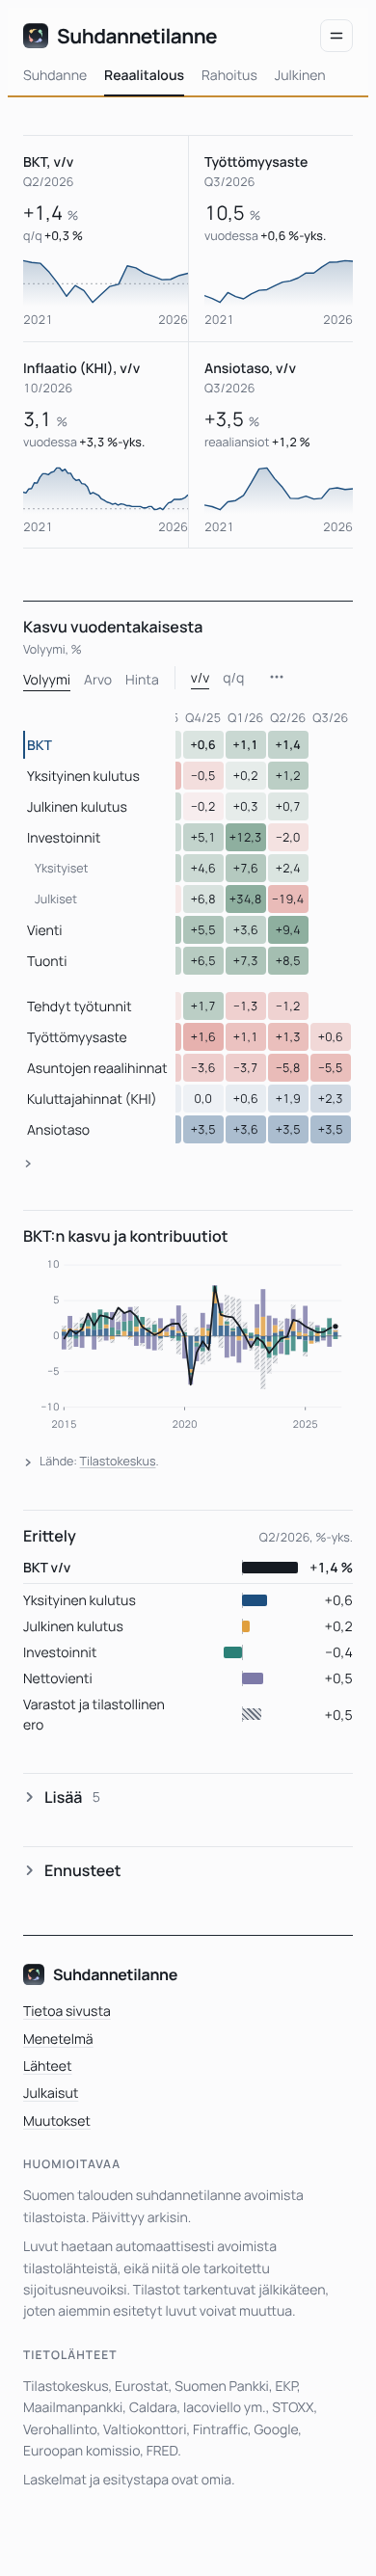 Suhdannetilanne
Suhdanne Reaalitalous Rahoitus Julkinen
BKT, v/v
Q2/2026
+1,4 %
q/q +0,3 %
2021 2026
Työttömyysaste
Q3/2026
10,5 %
vuodessa +0,6 %-yks.
2021 2026
Inflaatio (KHI), v/v
10/2026
3,1 %
vuodessa +3,3 %-yks.
2021 2026
Ansiotaso, v/v
Q3/2026
+3,5 %
reaaliansiot +1,2 %
2021 2026
Kasvu vuodentakaisesta
Volyymi, %
Volyymi Arvo Hinta v/v q/q ···
5 Q4/25 Q1/26 Q2/26 Q3/26
BKT +0,6 +1,1 +1,4
Yksityinen kulutus −0,5 +0,2 +1,2
Julkinen kulutus −0,2 +0,3 +0,7
Investoinnit +5,1 +12,3 −2,0
Yksityiset +4,6 +7,6 +2,4
Julkiset +6,8 +34,8 −19,4
Vienti +5,5 +3,6 +9,4
Tuonti +6,5 +7,3 +8,5
Tehdyt työtunnit +1,7 −1,3 −1,2
Työttömyysaste +1,6 +1,1 +1,3 +0,6
Asuntojen reaalihinnat −3,6 −3,7 −5,8 −5,5
Kuluttajahinnat (KHI) 0,0 +0,6 +1,9 +2,3
Ansiotaso +3,5 +3,6 +3,5 +3,5
BKT:n kasvu ja kontribuutiot
10
5
0
−5
−10
2015 2020 2025
Lähde: Tilastokeskus.
Erittely Q2/2026, %-yks.
BKT v/v +1,4 %
Yksityinen kulutus +0,6
Julkinen kulutus +0,2
Investoinnit −0,4
Nettovienti +0,5
Varastot ja tilastollinen
ero +0,5
Lisää 5
Ennusteet
Suhdannetilanne
Tietoa sivusta
Menetelmä
Lähteet
Julkaisut
Muutokset
HUOMIOITAVAA
Suomen talouden suhdannetilanne avoimista
tilastoista. Päivittyy arkisin.
Luvut haetaan automaattisesti avoimista
tilastolähteistä, eikä niitä ole tarkoitettu
sijoitusneuvoiksi. Tilastot tarkentuvat jälkikäteen,
joten aiemmin esitetyt luvut voivat muuttua.
TIETOLÄHTEET
Tilastokeskus, Eurostat, Suomen Pankki, EKP,
Maailmanpankki, Caldara, Iacoviello ym., STOXX,
Verohallinto, Valtiokonttori, Fintraffic, Google,
Euroopan komissio, FRED.
Laskelmat ja esitystapa ovat omia.